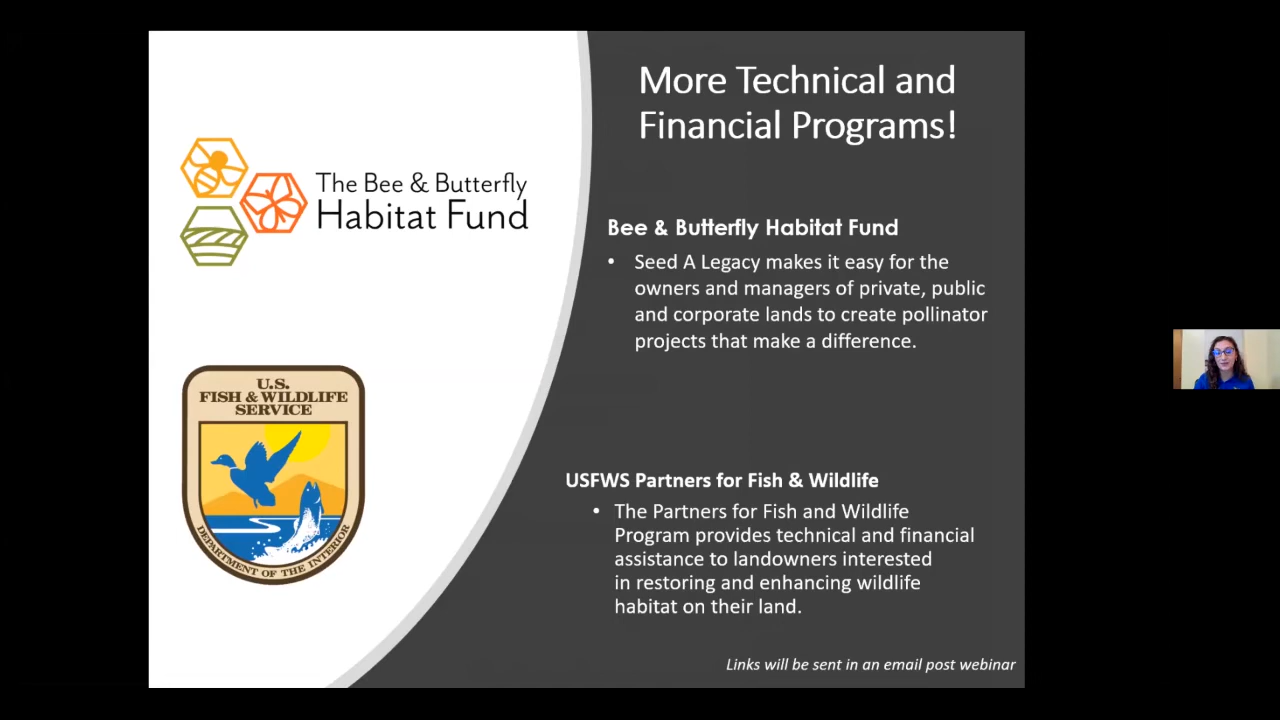 More Technical and
Financial Programs!
The Bee & Butterfly
Habitat Fund
Bee & Butterfly Habitat Fund
• Seed A Legacy makes it easy for the
owners and managers of private, public
and corporate lands to create pollinator
projects that make a difference.
U.S.
FISH & WILDLIFE
SERVICE
DEPARTMENT OF THE INTERIOR
USFWS Partners for Fish & Wildlife
• The Partners for Fish and Wildlife
Program provides technical and financial
assistance to landowners interested
in restoring and enhancing wildlife
habitat on their land.
Links will be sent in an email post webinar